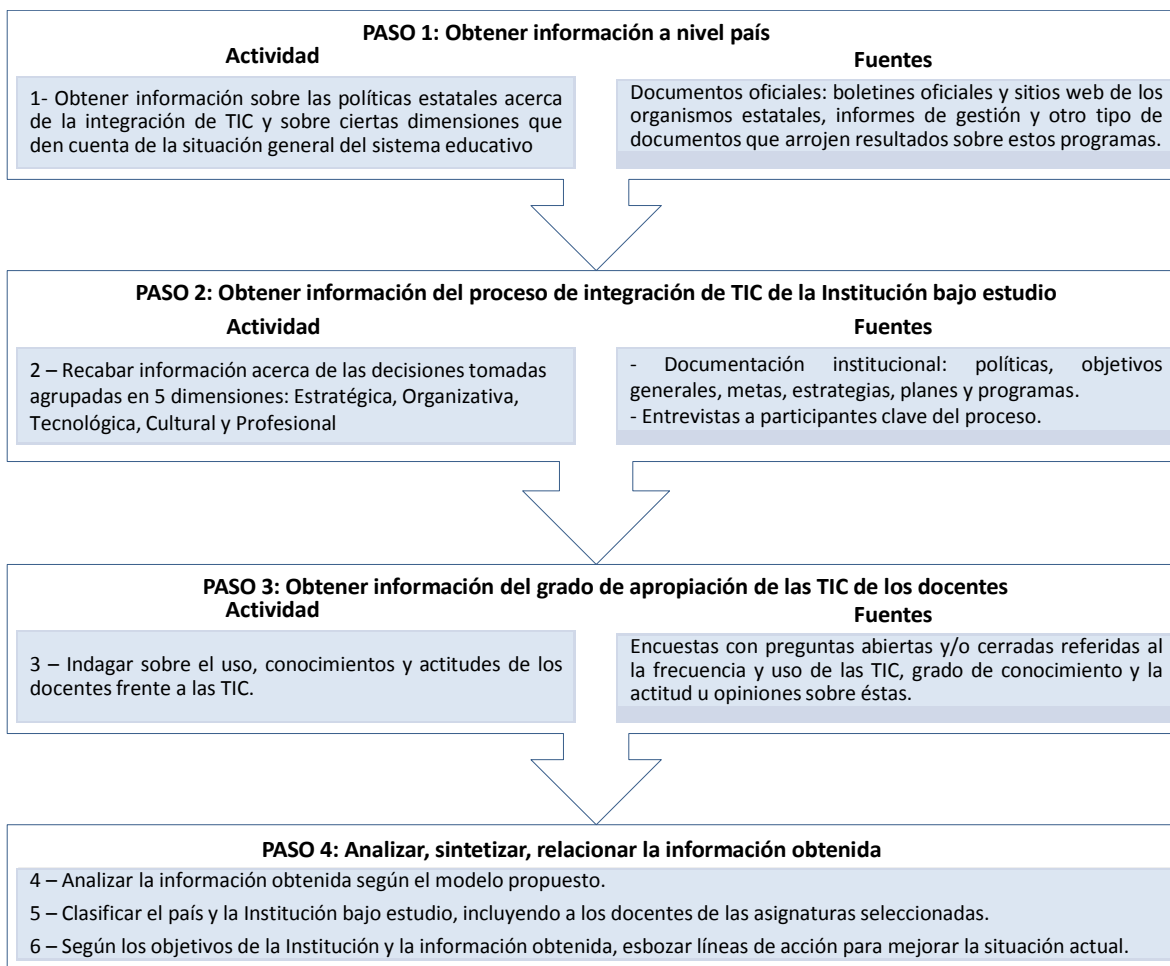 PASO 1: Obtener información a nivel país
Actividad
1- Obtener información sobre las políticas estatales acerca
de la integración de TIC y sobre ciertas dimensiones que
den cuenta de la situación general del sistema educativo
Fuentes
Documentos oficiales: boletines oficiales y sitios web de los
organismos estatales, informes de gestión y otro tipo de
documentos que arrojen resultados sobre estos programas.
PASO 2: Obtener información del proceso de integración de TIC de la Institución bajo estudio
Actividad
2 – Recabar información acerca de las decisiones tomadas
agrupadas en 5 dimensiones: Estratégica, Organizativa,
Tecnológica, Cultural y Profesional
Fuentes
- Documentación institucional: políticas, objetivos
generales, metas, estrategias, planes y programas.
- Entrevistas a participantes clave del proceso.
PASO 3: Obtener información del grado de apropiación de las TIC de los docentes
Actividad
3 – Indagar sobre el uso, conocimientos y actitudes de los
docentes frente a las TIC.
Fuentes
Encuestas con preguntas abiertas y/o cerradas referidas al
la frecuencia y uso de las TIC, grado de conocimiento y la
actitud u opiniones sobre éstas.
PASO 4: Analizar, sintetizar, relacionar la información obtenida
4 – Analizar la información obtenida según el modelo propuesto.
5 – Clasificar el país y la Institución bajo estudio, incluyendo a los docentes de las asignaturas seleccionadas.
6 – Según los objetivos de la Institución y la información obtenida, esbozar líneas de acción para mejorar la situación actual.